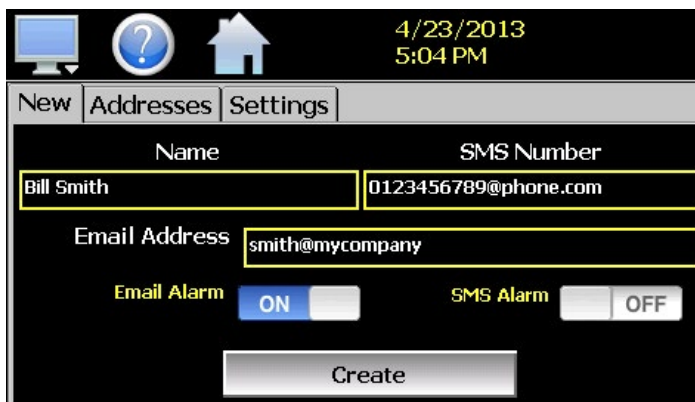 4/23/2013
5:04 PM
New Addresses Settings
Name SMS Number
Bill Smith 0123456789@phone.com
Email Address smith@mycompany
Email Alarm ON SMS Alarm OFF
Create